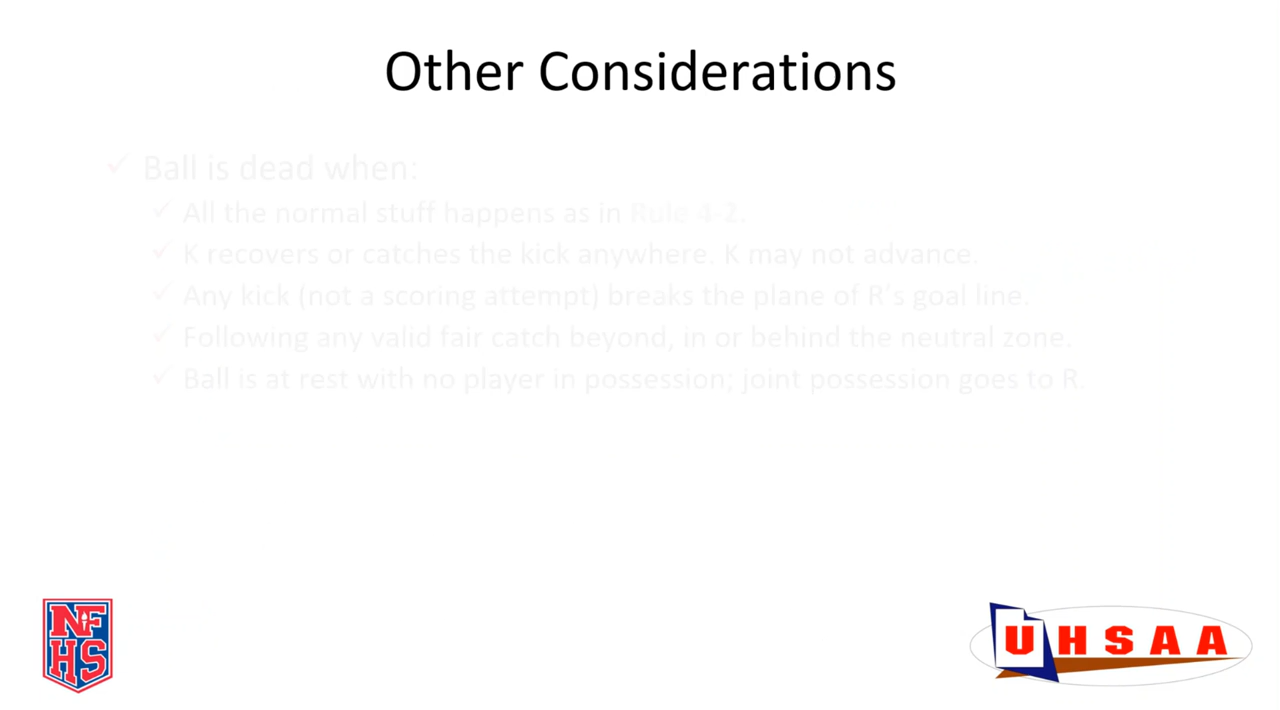 Other Considerations
Ball is dead when:
All the normal stuff happens as in Rule 4-2.
K recovers or catches the kick anywhere. K may not advance.
Any kick (not a scoring attempt) breaks the plane of R’s goal line.
Following any valid fair catch beyond, in or behind the neutral zone.
Ball is at rest with no player in possession; joint possession goes to R.
NF
HS
UHSAA